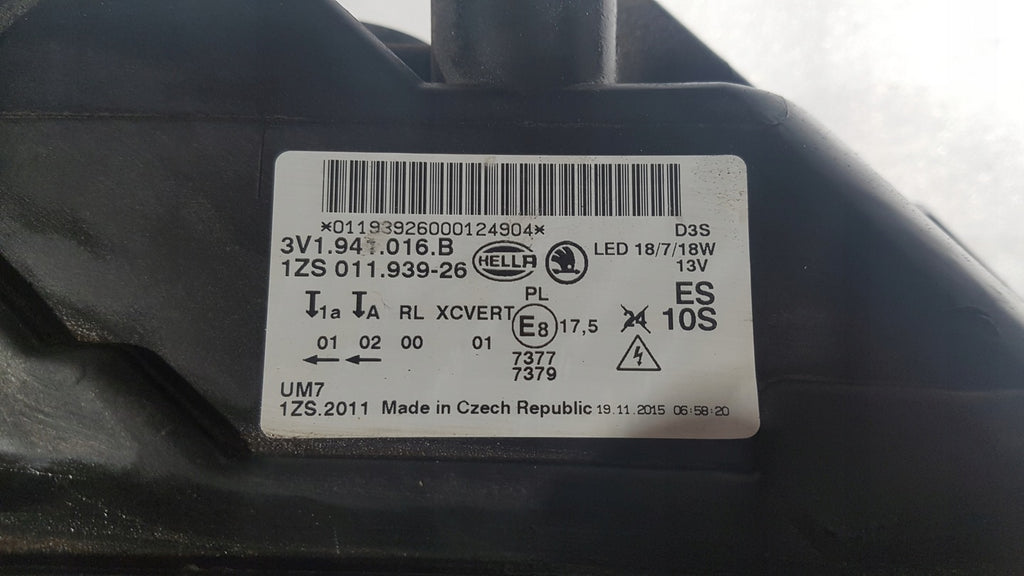 *01193926000124904*
D3S
3V1.941.016.B
HELLA
LED 18/7/18W
1ZS 011.939-26
13V
PL
ES
1a A RL XCVERT E8 17,5 24 10S
01 02 00 01
7377
7379
UM7
1ZS.2011 Made in Czech Republic 19.11.2015 06:58:20